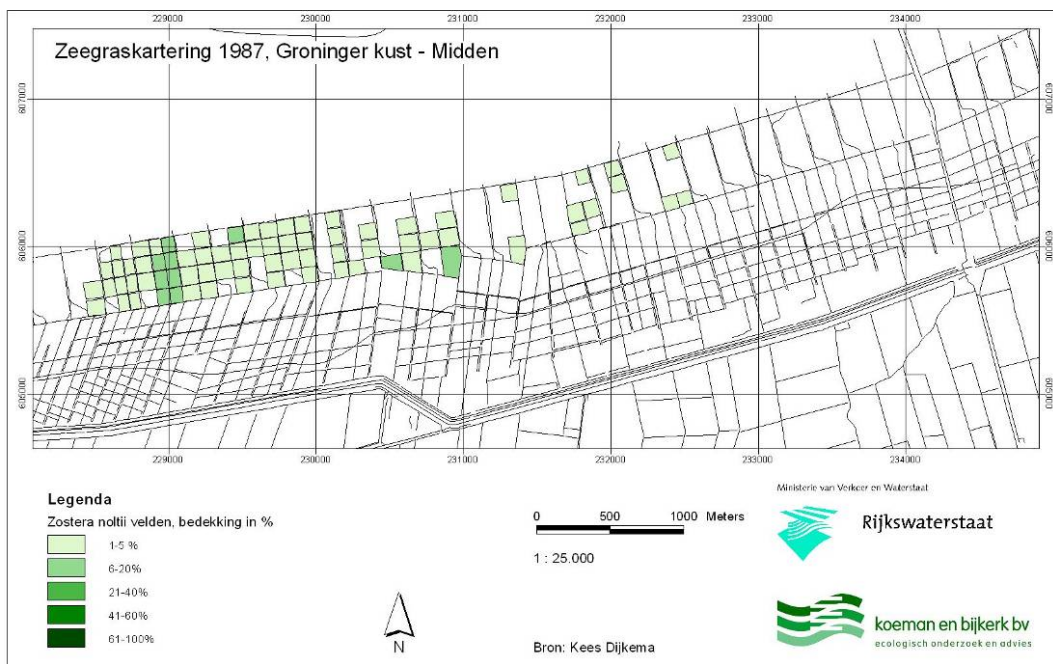 229000 230000 231000 232000 233000 234000
Zeegraskartering 1987, Groninger kust - Midden
607000 607000
606000 606000
605000 605000
229000 230000 231000 232000 233000 234000
Legenda
Zostera noltii velden, bedekking in %
1-5 %
6-20%
21-40%
41-60%
61-100%
N
0 500 1000 Meters
1 : 25.000
Bron: Kees Dijkema
Ministerie van Verkeer en Waterstaat
Rijkswaterstaat
koeman en bijkerk bv
ecologisch onderzoek en advies